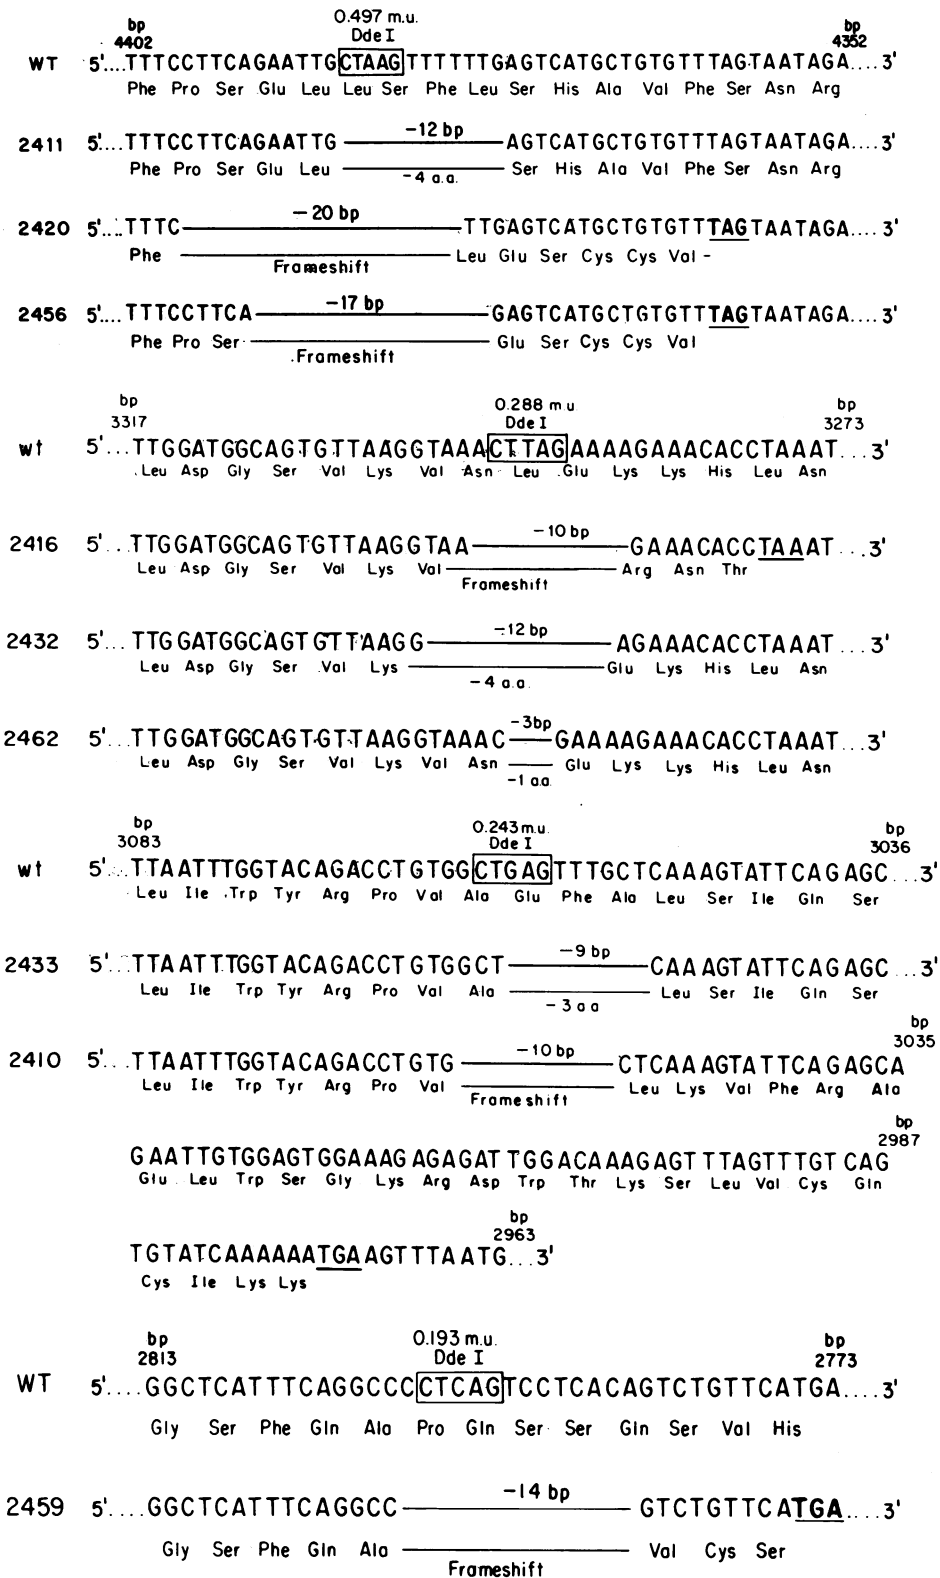 0.497 m.u.
bp Dde I bp
4402 4352
WT 5'....TTTCCTTCAGAATTGCTAAGTTTTTTGAGTCATGCTGTGTTTAGTAATAGA....3'
Phe Pro Ser Glu Leu Leu Ser Phe Leu Ser His Ala Val Phe Ser Asn Arg
-12 bp
2411 5'....TTTCCTTCAGAATTG AGTCATGCTGTGTTTAGTAATAGA....3'
Phe Pro Ser Glu Leu -4 a.a. Ser His Ala Val Phe Ser Asn Arg
-20 bp
2420 5'....TTTC TTGAGTCATGCTGTGTTTAGTAATAGA....3'
Phe Frameshift Leu Glu Ser Cys Cys Val -
-17 bp
2456 5'....TTTCCTTCA GAGTCATGCTGTGTTTAGTAATAGA....3'
Phe Pro Ser Frameshift Glu Ser Cys Cys Val
bp 0.288 m.u. bp
3317 Dde I 3273
wt 5'...TTGGATGGCAGTGTTAAGGTAAACTTAGAAAAGAAACACCTAAAT...3'
Leu Asp Gly Ser Val Lys Val Asn Leu Glu Lys Lys His Leu Asn
-10 bp
2416 5'...TTGGATGGCAGTGTTAAGGTAA GAAACACCTAAAT...3'
Leu Asp Gly Ser Val Lys Val Frameshift Arg Asn Thr
-12 bp
2432 5'...TTGGATGGCAGTGTTAAGG AGAAACACCTAAAT...3'
Leu Asp Gly Ser Val Lys -4 a.a. Glu Lys His Leu Asn
-3bp
2462 5'...TTGGATGGCAGTGTTAAGGTAAAC GAAAAGAAACACCTAAAT...3'
Leu Asp Gly Ser Val Lys Val Asn -1 aa Glu Lys Lys His Leu Asn
bp 0.243 m.u. bp
3083 Dde I 3036
wt 5'...TTAATTTGGTACAGACCTGTGGCTGAGTTTGCTCAAAGTATTCAGAGC...3'
Leu Ile Trp Tyr Arg Pro Val Ala Glu Phe Ala Leu Ser Ile Gln Ser
-9 bp
2433 5'...TTAATTTGGTACAGACCTGTGGCT CAAAGTATTCAGAGC...3'
Leu Ile Trp Tyr Arg Pro Val Ala -3 a a Leu Ser Ile Gln Ser
bp
-10 bp 3035
2410 5'...TTAATTTGGTACAGACCTGTG CTCAAAGTATTCAGAGCA
Leu Ile Trp Tyr Arg Pro Val Frameshift Leu Lys Val Phe Arg Ala
bp
2987
GAATTGTGGAGTGGAAAGAGAGATTGGACAAAGAGTTTAGTTTGTCAG
Glu Leu Trp Ser Gly Lys Arg Asp Trp Thr Lys Ser Leu Val Cys Gln
bp
2963
TGTATCAAAAAATGAAGTTTAATG...3'
Cys Ile Lys Lys
bp 0.193 m.u. bp
2813 Dde I 2773
WT 5'....GGCTCATTTCAGGCCCCTCAGTCCTCACAGTCTGTTCATGA....3'
Gly Ser Phe Gln Ala Pro Gln Ser Ser Gln Ser Val His
-14 bp
2459 5'....GGCTCATTTCAGGCC GTCTGTTCATGA....3'
Gly Ser Phe Gln Ala Frameshift Val Cys Ser